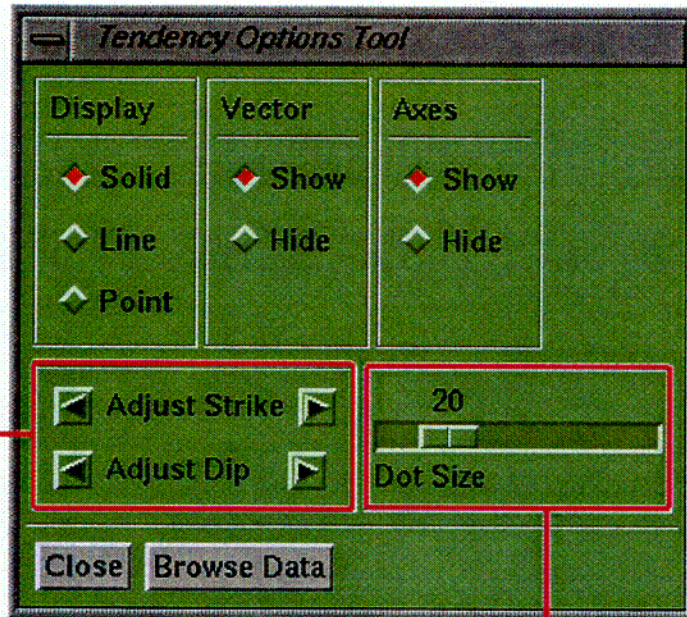 Tendency Options Tool
Display
Solid
Line
Point
Vector
Show
Hide
Axes
Show
Hide
Adjust Strike
Adjust Dip
20
Dot Size
Close
Browse Data